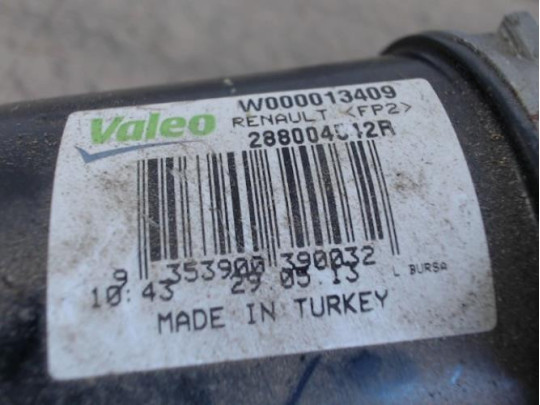 Valeo
W000013409
RENAULT <FP2>
9 353900 390032
10:43 29.05.13 L BURSA
MADE IN TURKEY